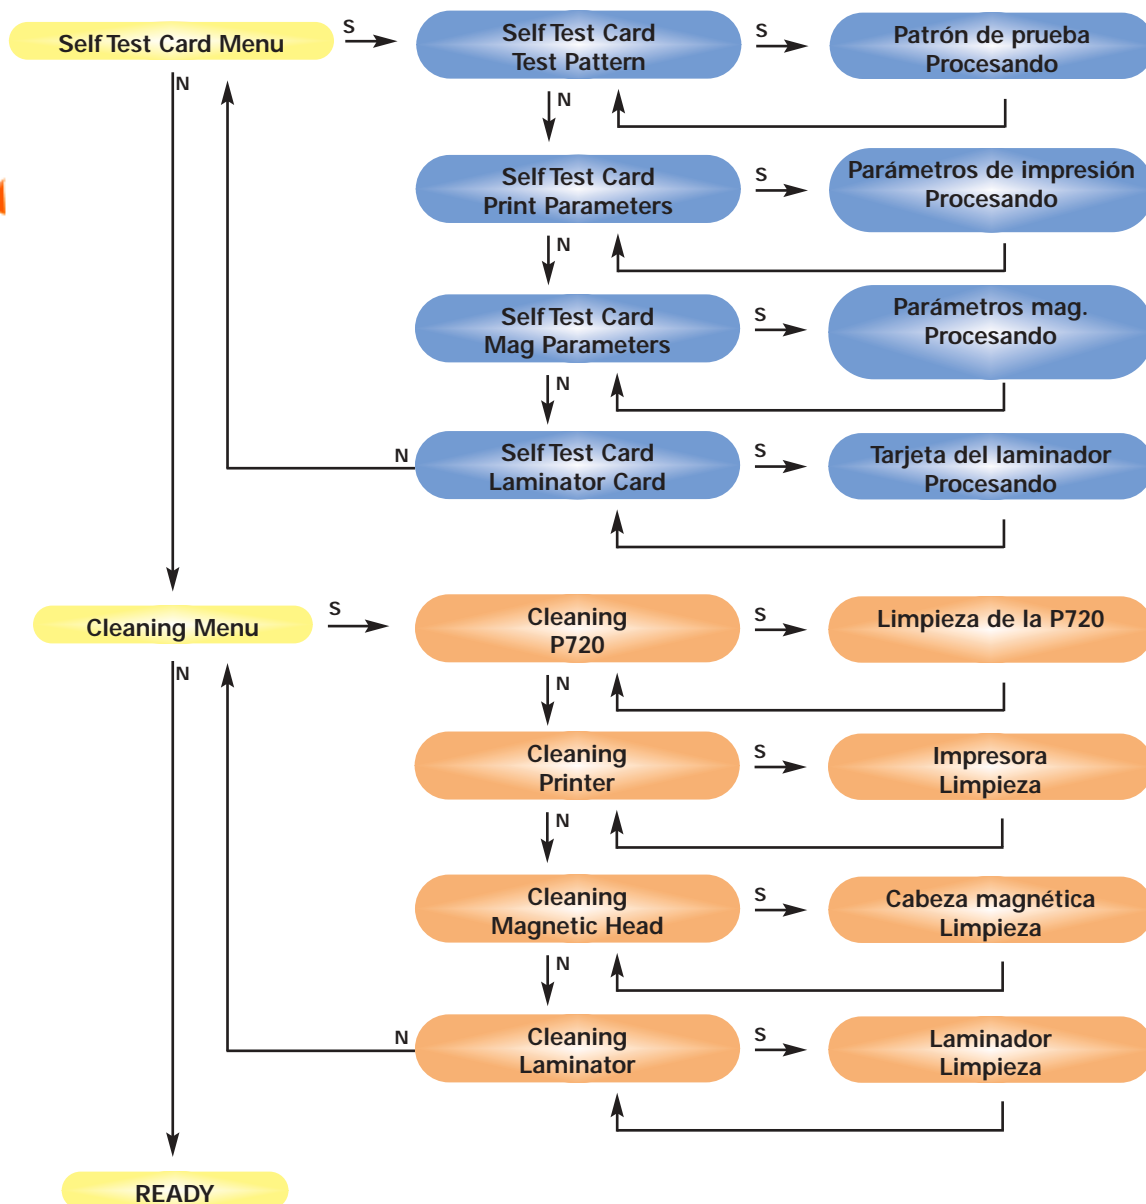 Self Test Card Menu
S
Self Test Card
Test Pattern
S
Patrón de prueba
Procesando
N
N
Self Test Card
Print Parameters
S
Parámetros de impresión
Procesando
N
Self Test Card
Mag Parameters
S
Parámetros mag.
Procesando
N
N
Self Test Card
Laminator Card
S
Tarjeta del laminador
Procesando
Cleaning Menu
S
Cleaning
P720
S
Limpieza de la P720
N
N
Cleaning
Printer
S
Impresora
Limpieza
N
Cleaning
Magnetic Head
S
Cabeza magnética
Limpieza
N
N
Cleaning
Laminator
S
Laminador
Limpieza
READY